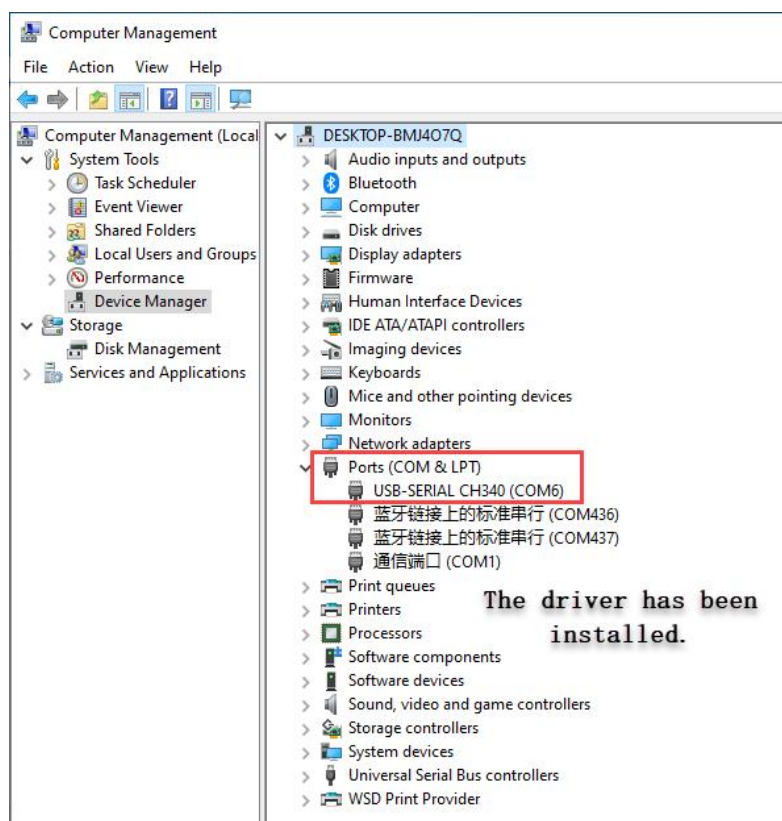 Computer Management
File Action View Help
Computer Management (Local
System Tools
Task Scheduler
Event Viewer
Shared Folders
Local Users and Groups
Performance
Device Manager
Storage
Disk Management
Services and Applications
DESKTOP-BMJ4O7Q
Audio inputs and outputs
Bluetooth
Computer
Disk drives
Display adapters
Firmware
Human Interface Devices
IDE ATA/ATAPI controllers
Imaging devices
Keyboards
Mice and other pointing devices
Monitors
Network adapters
Ports (COM & LPT)
USB-SERIAL CH340 (COM6)
蓝牙链接上的标准串行 (COM436)
蓝牙链接上的标准串行 (COM437)
通信端口 (COM1)
Print queues
Printers
Processors
Software components
Software devices
Sound, video and game controllers
Storage controllers
System devices
Universal Serial Bus controllers
WSD Print Provider
The driver has been
installed.